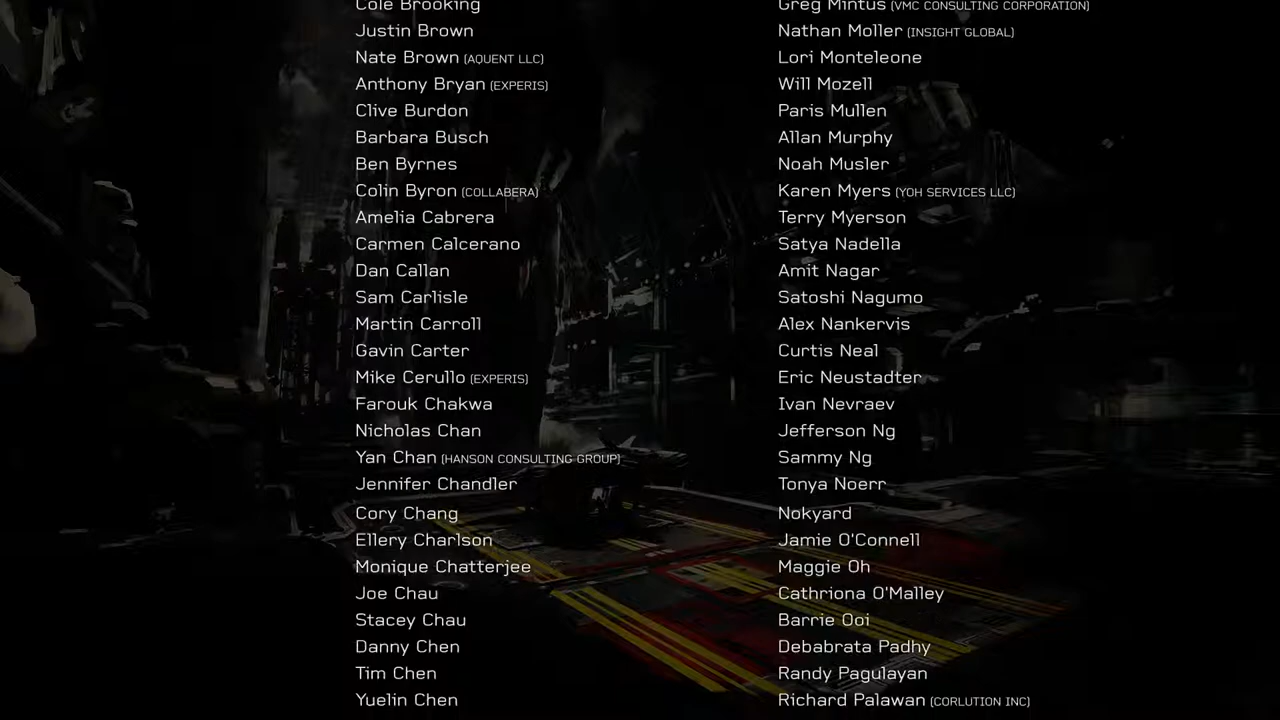 Cole Brooking
Justin Brown
Nate Brown (AQUENT LLC)
Anthony Bryan (EXPERIS)
Clive Burdon
Barbara Busch
Ben Byrnes
Colin Byron (COLLABERA)
Amelia Cabrera
Carmen Calcerano
Dan Callan
Sam Carlisle
Martin Carroll
Gavin Carter
Mike Cerullo (EXPERIS)
Farouk Chakwa
Nicholas Chan
Yan Chan (HANSON CONSULTING GROUP)
Jennifer Chandler
Cory Chang
Ellery Charlson
Monique Chatterjee
Joe Chau
Stacey Chau
Danny Chen
Tim Chen
Yuelin Chen
Greg Mintus (VMC CONSULTING CORPORATION)
Nathan Moller (INSIGHT GLOBAL)
Lori Monteleone
Will Mozell
Paris Mullen
Allan Murphy
Noah Musler
Karen Myers (YOH SERVICES LLC)
Terry Myerson
Satya Nadella
Amit Nagar
Satoshi Nagumo
Alex Nankervis
Curtis Neal
Eric Neustadter
Ivan Nevraev
Jefferson Ng
Sammy Ng
Tonya Noerr
Nokyard
Jamie O'Connell
Maggie Oh
Cathriona O'Malley
Barrie Ooi
Debabrata Padhy
Randy Pagulayan
Richard Palawan (CORLUTION INC)